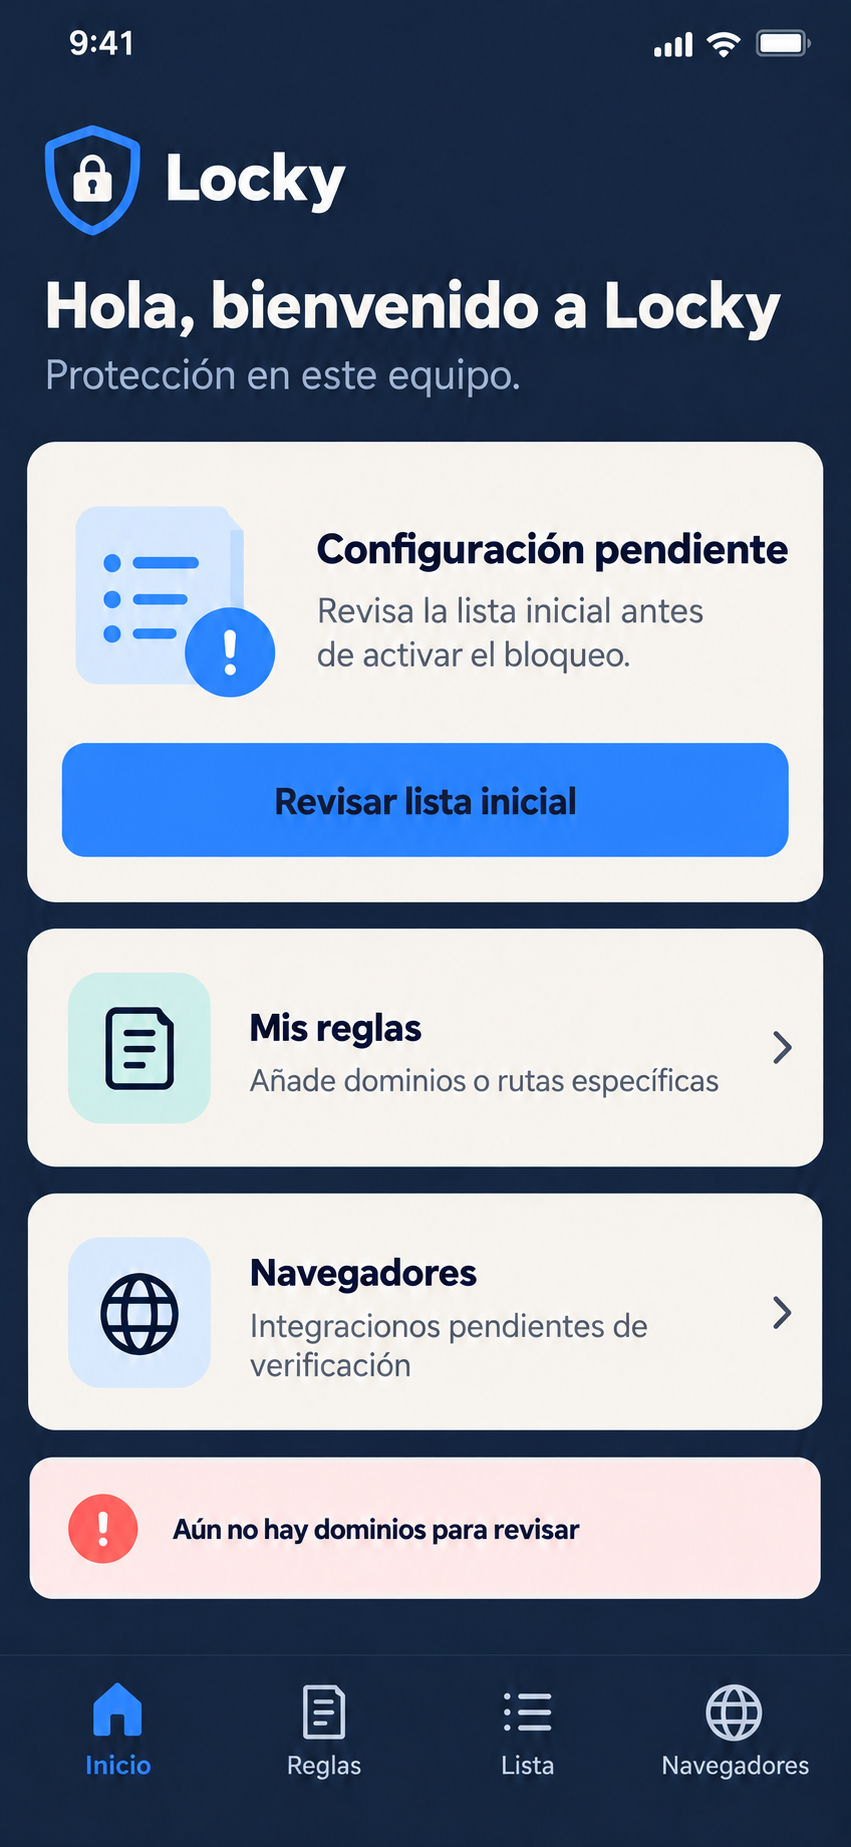 9:41
Locky
Hola, bienvenido a Locky
Protección en este equipo.
Configuración pendiente
Revisa la lista inicial antes
de activar el bloqueo.
Revisar lista inicial
Mis reglas
Añade dominios o rutas específicas
Navegadores
Integracionos pendientes de
verificación
Aún no hay dominios para revisar
Inicio
Reglas
Lista
Navegadores